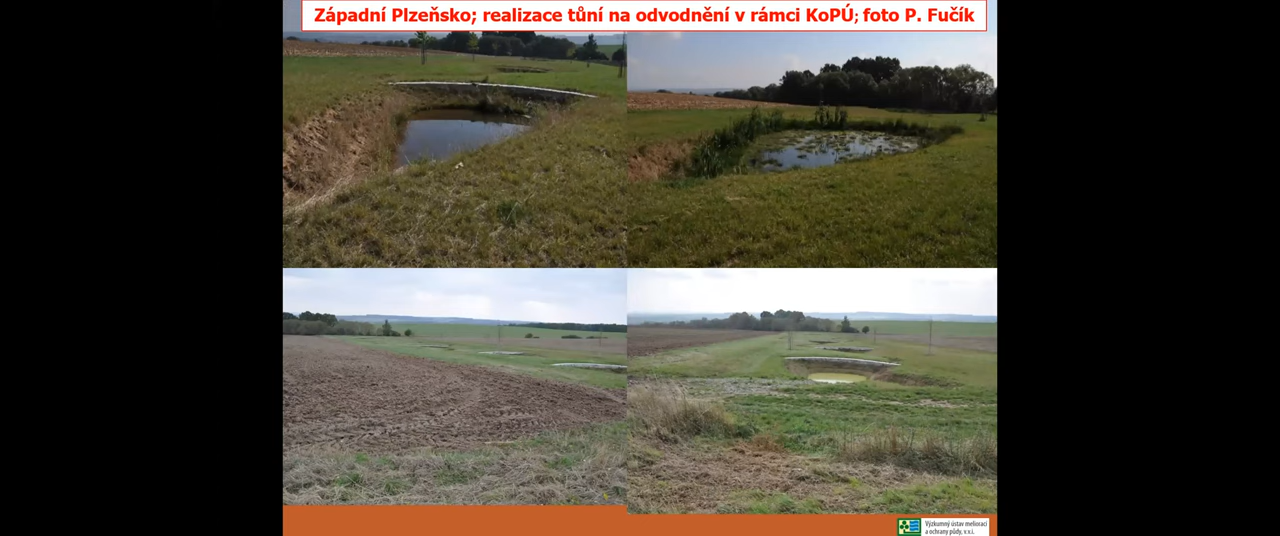 Západní Plzeňsko; realizace tůní na odvodnění v rámci KoPÚ; foto P. Fučík
Výzkumný ústav meliorací
a ochrany půdy, v.v.i.